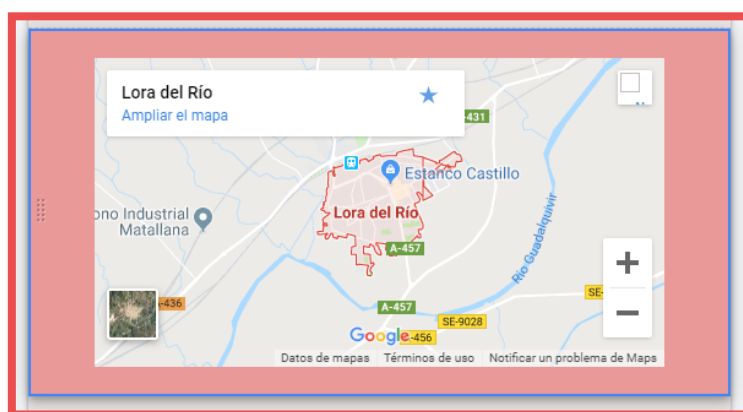 Lora del Río
Ampliar el mapa
-431
Estanco Castillo
ono Industrial
Matallana
Lora del Río
A-457
Río Guadalquivir
-436
A-457
SE-
SE-9028
-456
Google
Datos de mapas Términos de uso Notificar un problema de Maps